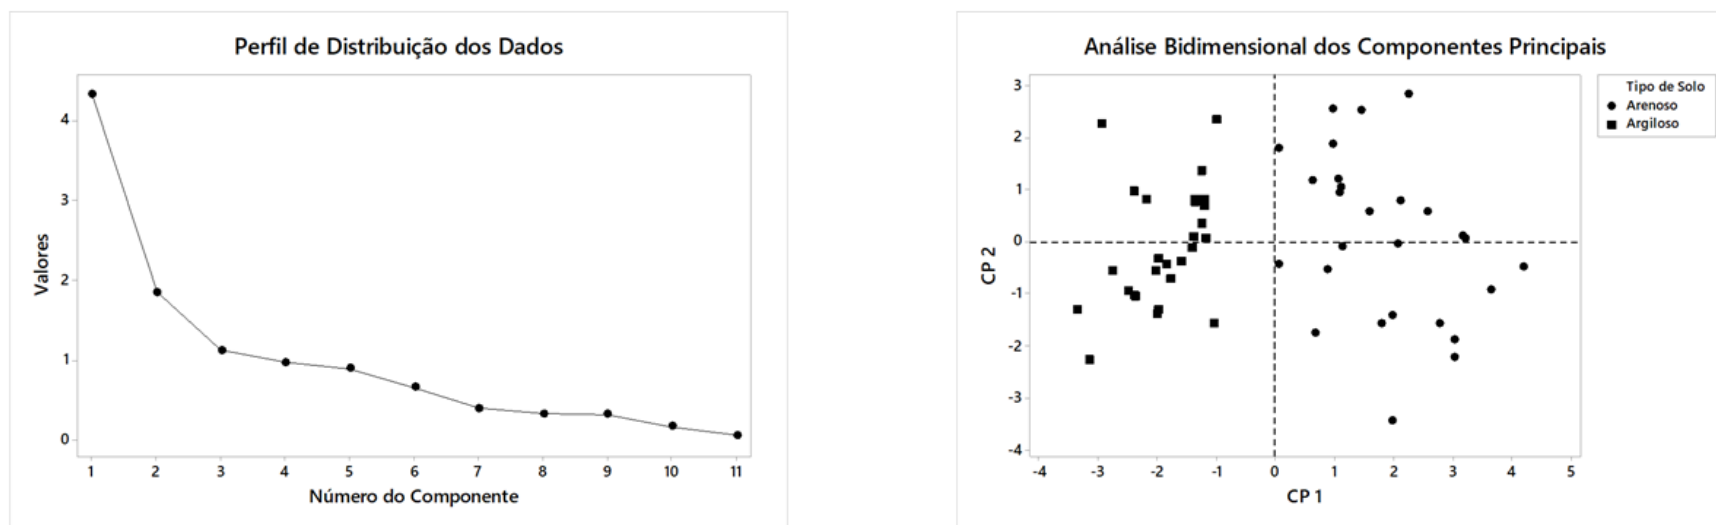 Perfil de Distribuição dos Dados
Valores
4
3
2
1
0
1 2 3 4 5 6 7 8 9 10 11
Número do Componente
Análise Bidimensional dos Componentes Principais
CP 2
3
2
1
0
-1
-2
-3
-4
-4 -3 -2 -1 0 1 2 3 4 5
CP 1
Tipo de Solo
Arenoso
Argiloso